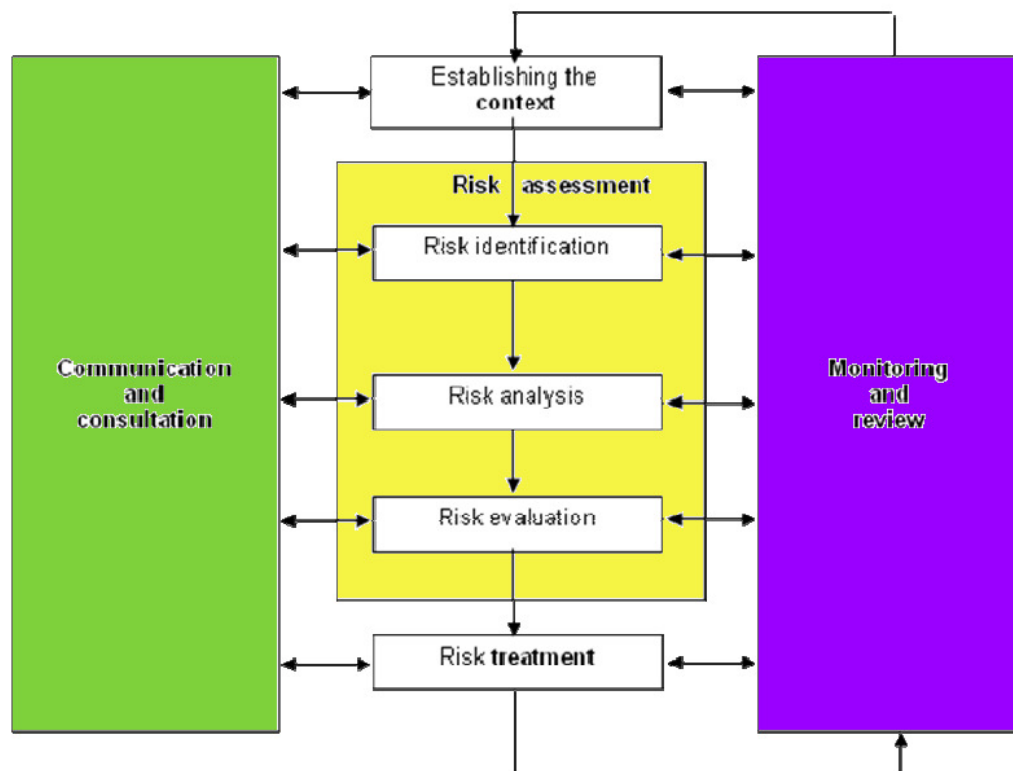 Establishing the
context
Risk assessment
Risk identification
Communication
and
consultation
Monitoring
and
review
Risk analysis
Risk evaluation
Risk treatment